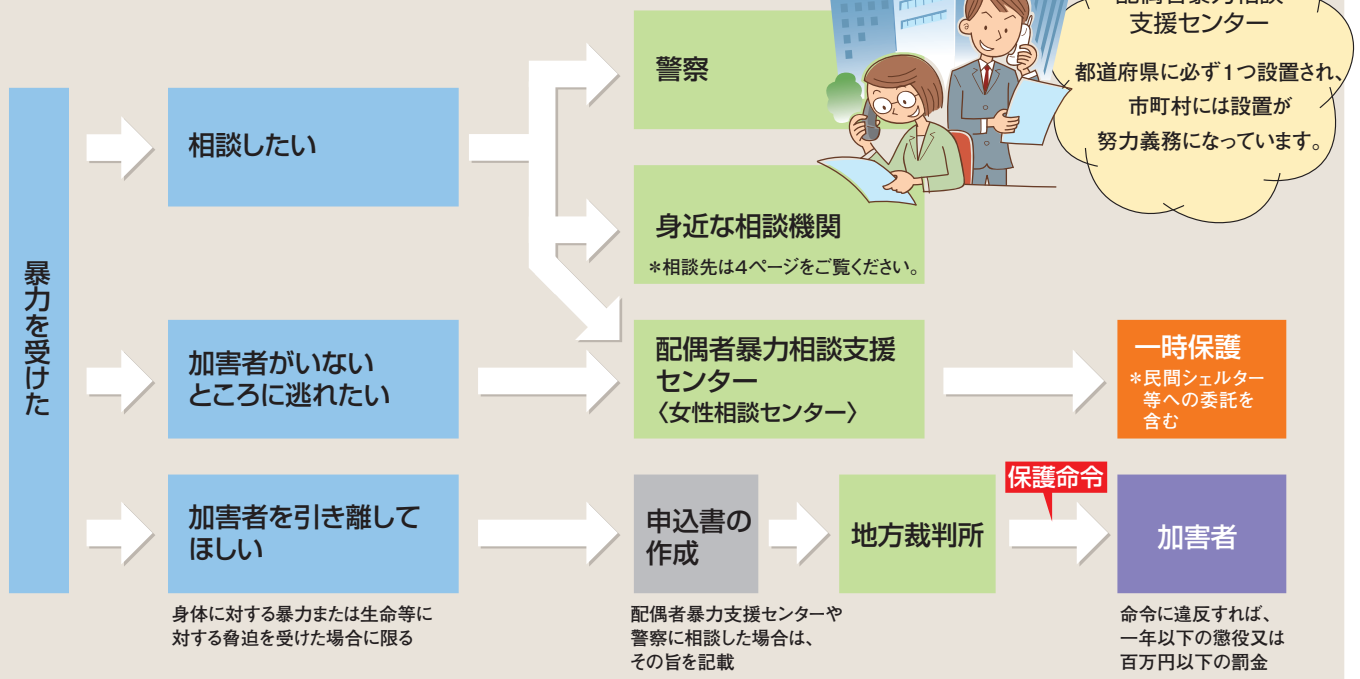 配偶者暴力相談
支援センター
都道府県に必ず1つ設置され、
市町村には設置が
努力義務になっています。
暴力を受けた
相談したい
警察
身近な相談機関
*相談先は4ページをご覧ください。
加害者がいない
ところに逃れたい
配偶者暴力相談支援
センター
〈女性相談センター〉
一時保護
*民間シェルター
等への委託を
含む
加害者を引き離して
ほしい
身体に対する暴力または生命等に
対する脅迫を受けた場合に限る
申込書の
作成
配偶者暴力支援センターや
警察に相談した場合は、
その旨を記載
地方裁判所
保護命令
加害者
命令に違反すれば、
一年以下の懲役又は
百万円以下の罰金